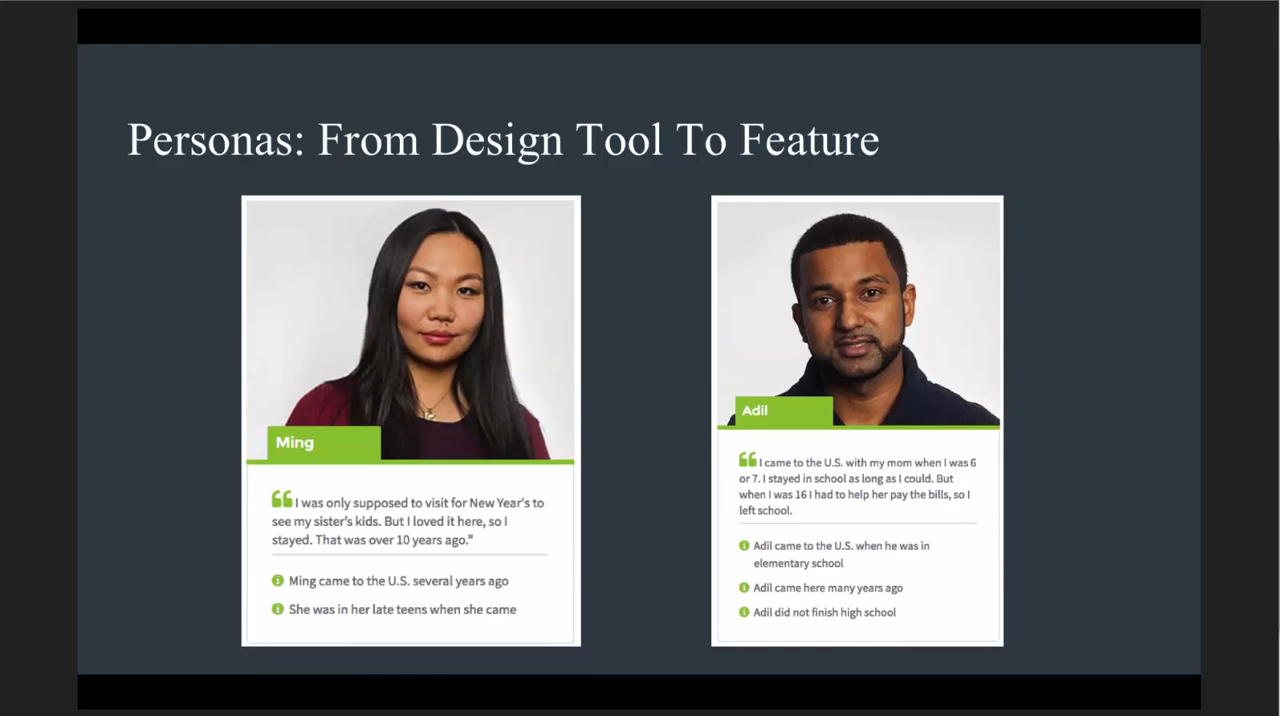 Personas: From Design Tool To Feature
Ming
“I was only supposed to visit for New Year's to
see my sister's kids. But I loved it here, so I
stayed. That was over 10 years ago."
Ming came to the U.S. several years ago
She was in her late teens when she came
Adil
“I came to the U.S. with my mom when I was 6
or 7. I stayed in school as long as I could. But
when I was 16 I had to help her pay the bills, so I
left school.
Adil came to the U.S. when he was in
elementary school
Adil came here many years ago
Adil did not finish high school